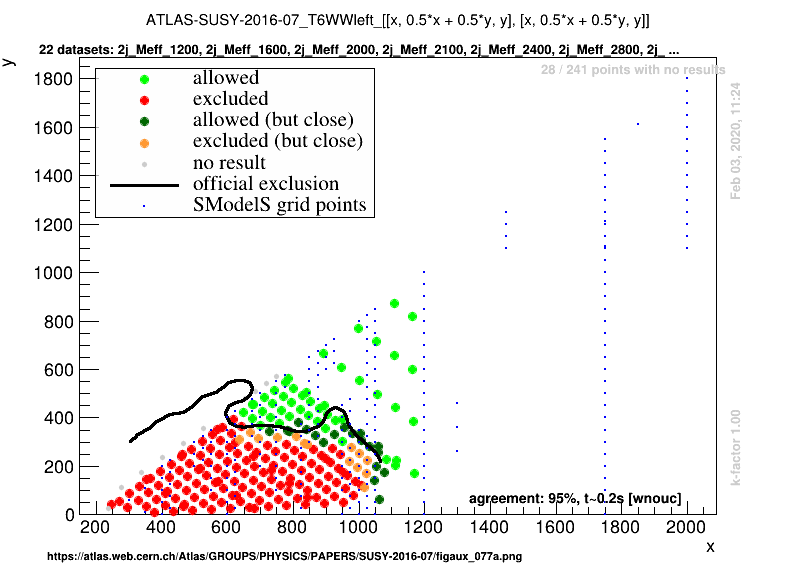 ATLAS-SUSY-2016-07_T6WWleft_[[x, 0.5*x + 0.5*y, y], [x, 0.5*x + 0.5*y, y]]
22 datasets: 2j_Meff_1200, 2j_Meff_1600, 2j_Meff_2000, 2j_Meff_2100, 2j_Meff_2400, 2j_Meff_2800, 2j_ ...
28 / 241 points with no results
y
1800
1600
1400
1200
1000
800
600
400
200
0
allowed
excluded
allowed (but close)
excluded (but close)
no result
official exclusion
SModelS grid points
Feb 03, 2020, 11:24
k-factor 1.00
agreement: 95%, t~0.2s [wnouc]
200 400 600 800 1000 1200 1400 1600 1800 2000
x
https://atlas.web.cern.ch/Atlas/GROUPS/PHYSICS/PAPERS/SUSY-2016-07/figaux_077a.png